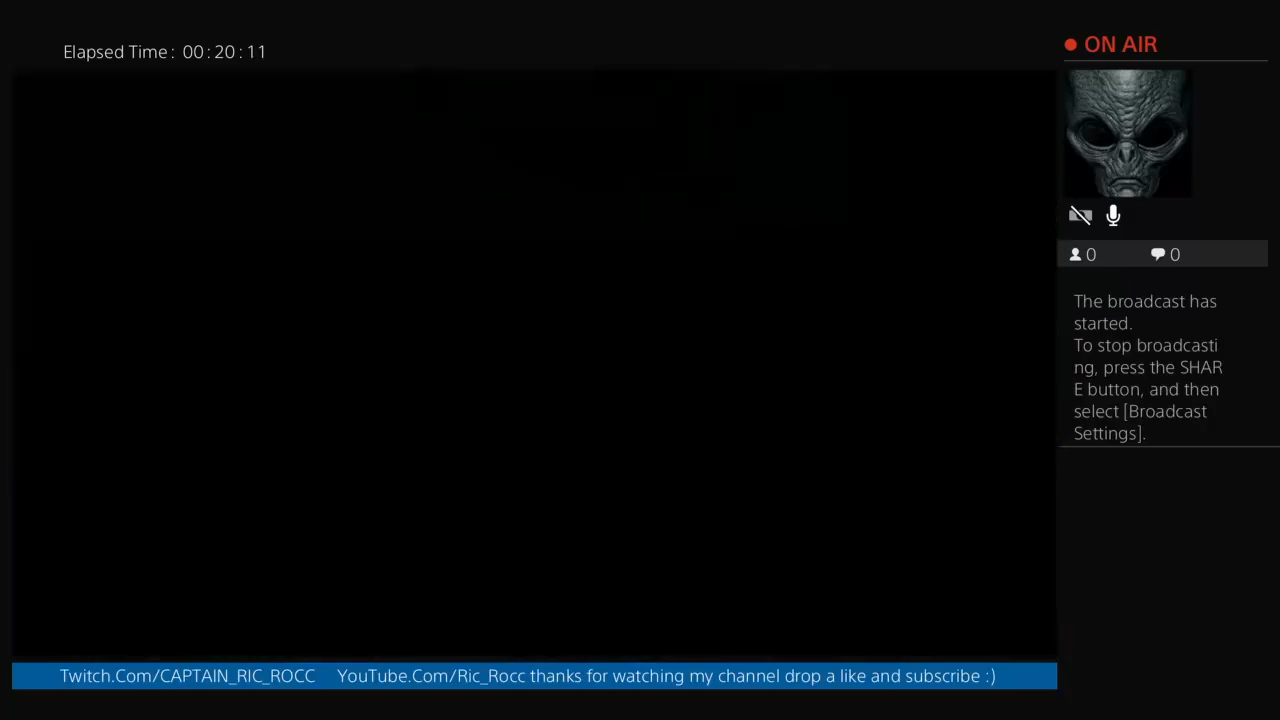 Elapsed Time: 00:20:11
ON AIR
0 0
The broadcast has
started.
To stop broadcasti
ng, press the SHAR
E button, and then
select [Broadcast
Settings].
Twitch.Com/CAPTAIN_RIC_ROCC YouTube.Com/Ric_Rocc thanks for watching my channel drop a like and subscribe :)